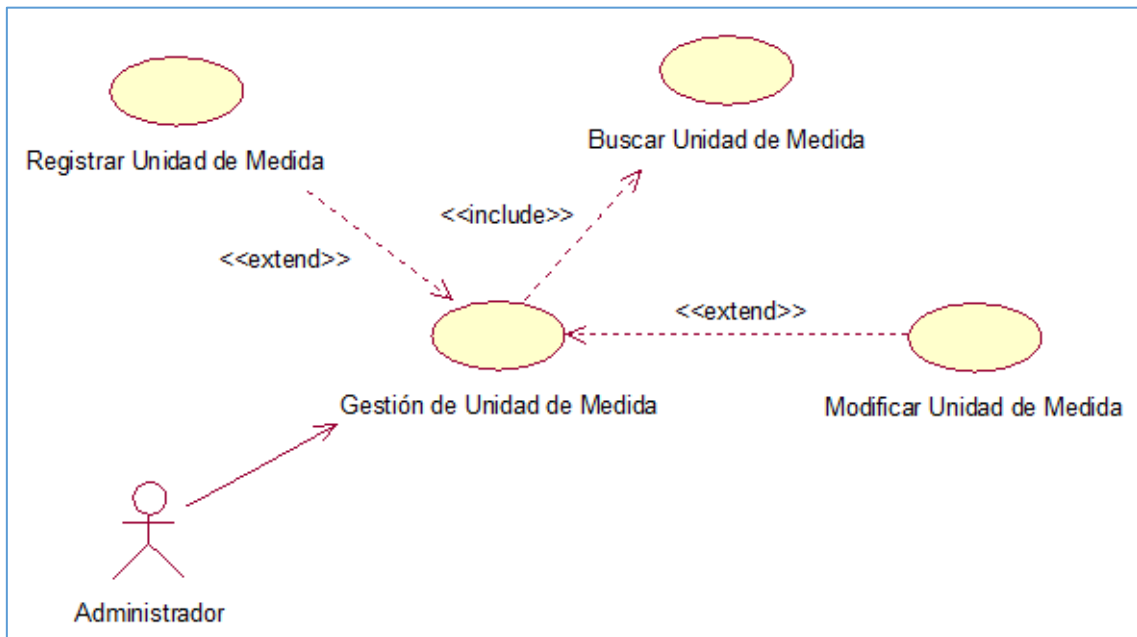 Buscar Unidad de Medida
Registrar Unidad de Medida
<<include>>
<<extend>>
<<extend>>
Gestión de Unidad de Medida
Modificar Unidad de Medida
Administrador